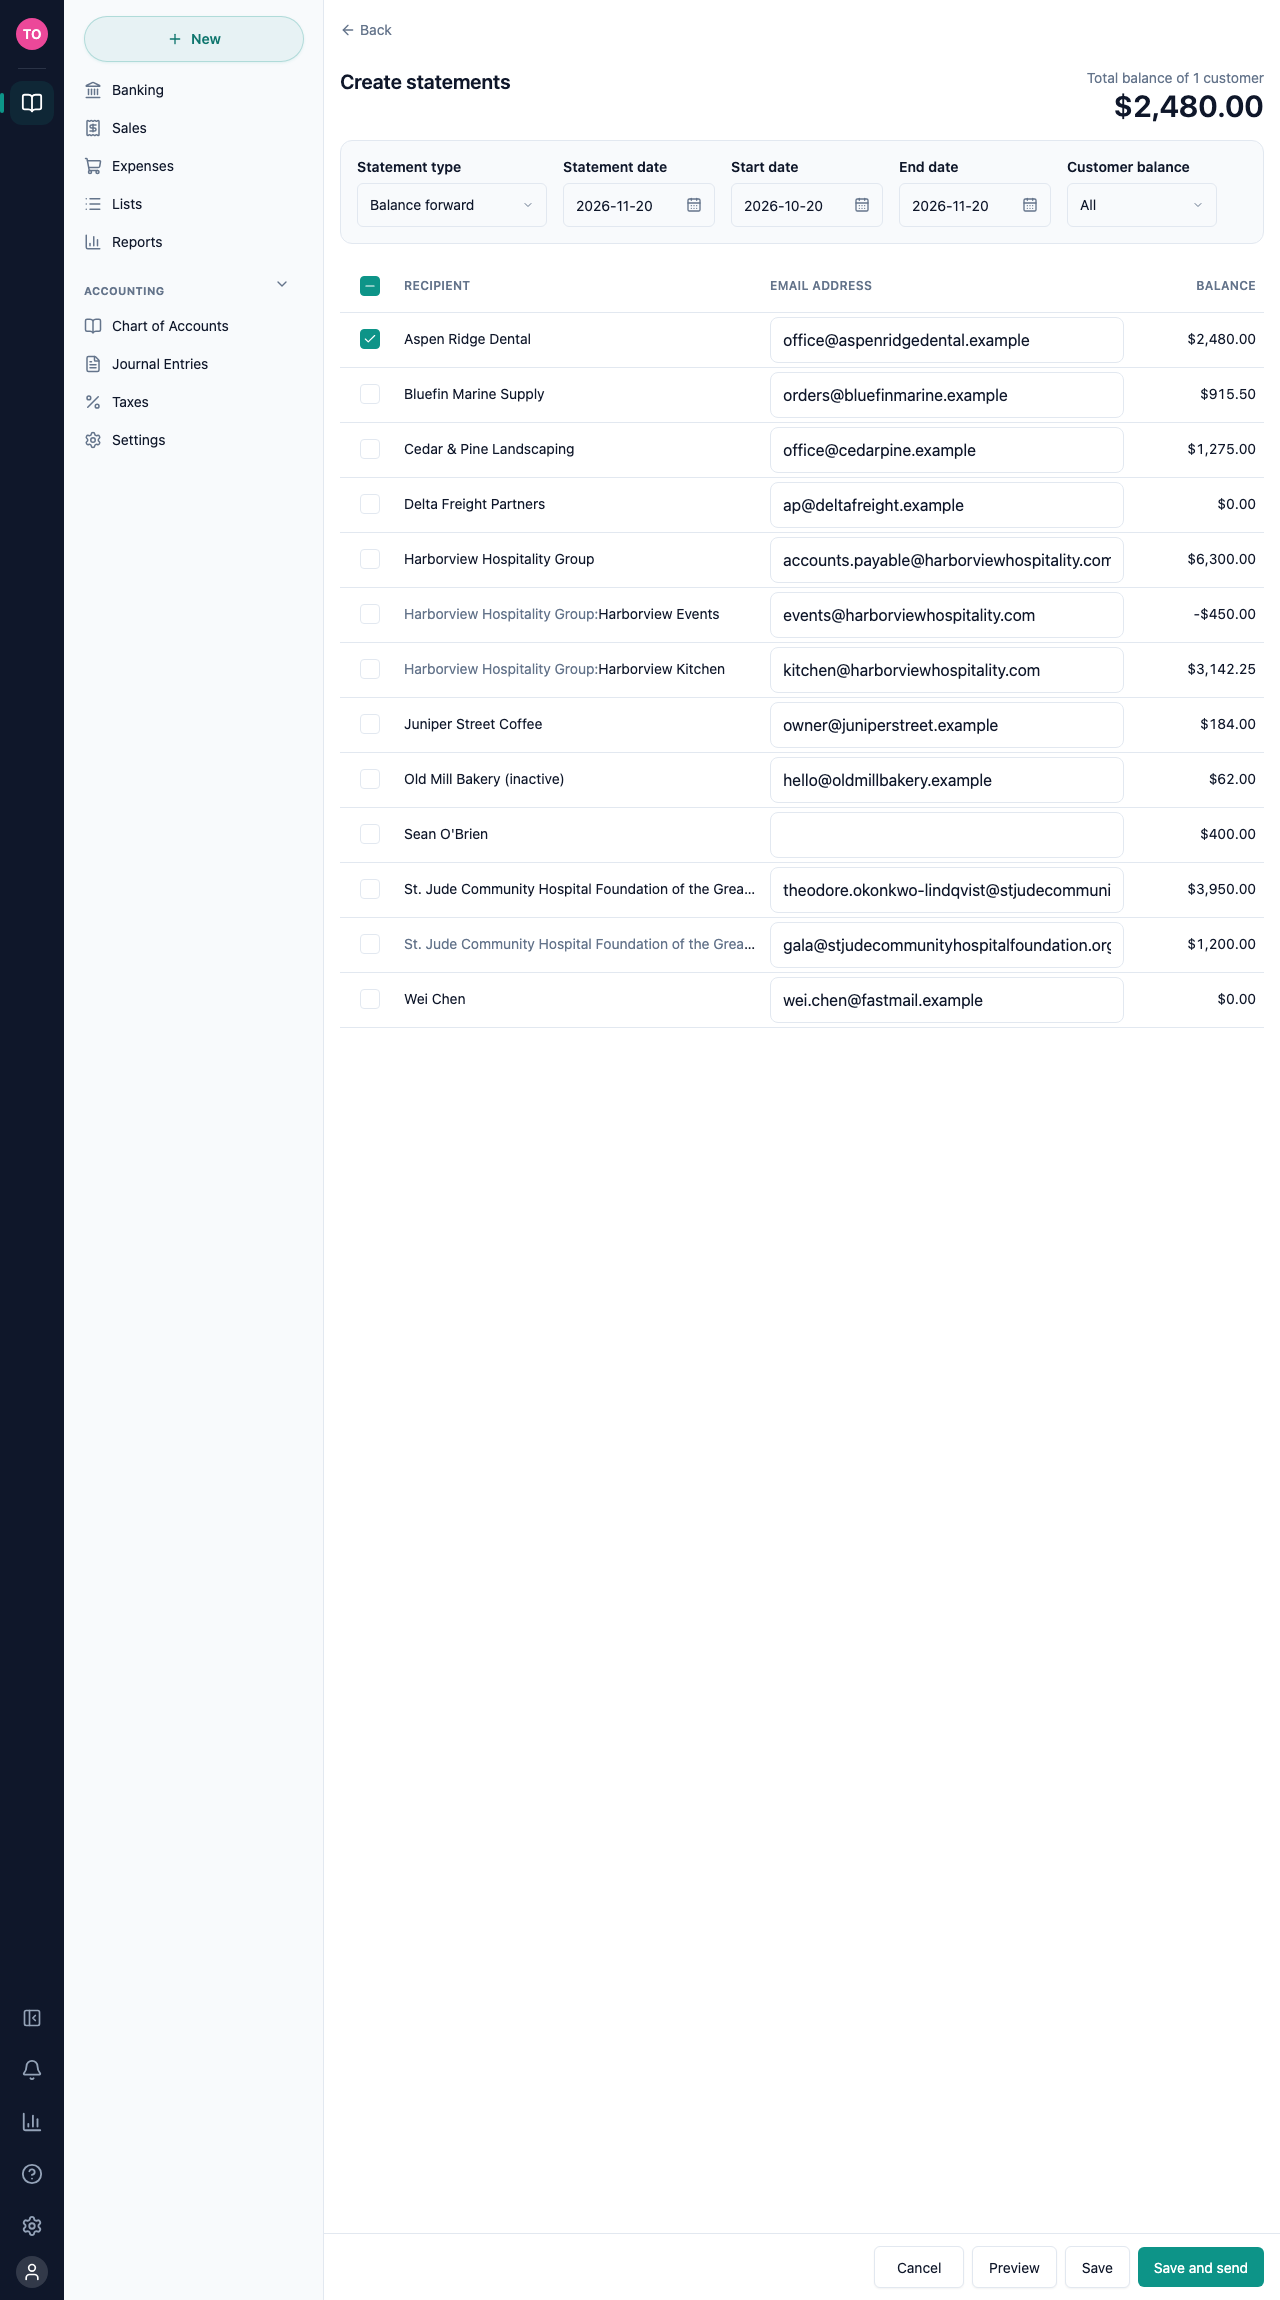 TO
New
Banking
Sales
Expenses
Lists
Reports
ACCOUNTING
Chart of Accounts
Journal Entries
Taxes
Settings
Back
Create statements
Total balance of 1 customer
$2,480.00
Statement type
Statement date
Start date
End date
Customer balance
Balance forward
2026-11-20
2026-10-20
2026-11-20
All
RECIPIENT EMAIL ADDRESS BALANCE
Aspen Ridge Dental office@aspenridgedental.example $2,480.00
Bluefin Marine Supply orders@bluefinmarine.example $915.50
Cedar & Pine Landscaping office@cedarpine.example $1,275.00
Delta Freight Partners ap@deltafreight.example $0.00
Harborview Hospitality Group accounts.payable@harborviewhospitality.com $6,300.00
Harborview Hospitality Group:Harborview Events events@harborviewhospitality.com -$450.00
Harborview Hospitality Group:Harborview Kitchen kitchen@harborviewhospitality.com $3,142.25
Juniper Street Coffee owner@juniperstreet.example $184.00
Old Mill Bakery (inactive) hello@oldmillbakery.example $62.00
Sean O'Brien $400.00
St. Jude Community Hospital Foundation of the Grea... theodore.okonkwo-lindqvist@stjudecommuni $3,950.00
St. Jude Community Hospital Foundation of the Grea... gala@stjudecommunityhospitalfoundation.org $1,200.00
Wei Chen wei.chen@fastmail.example $0.00
Cancel
Preview
Save
Save and send